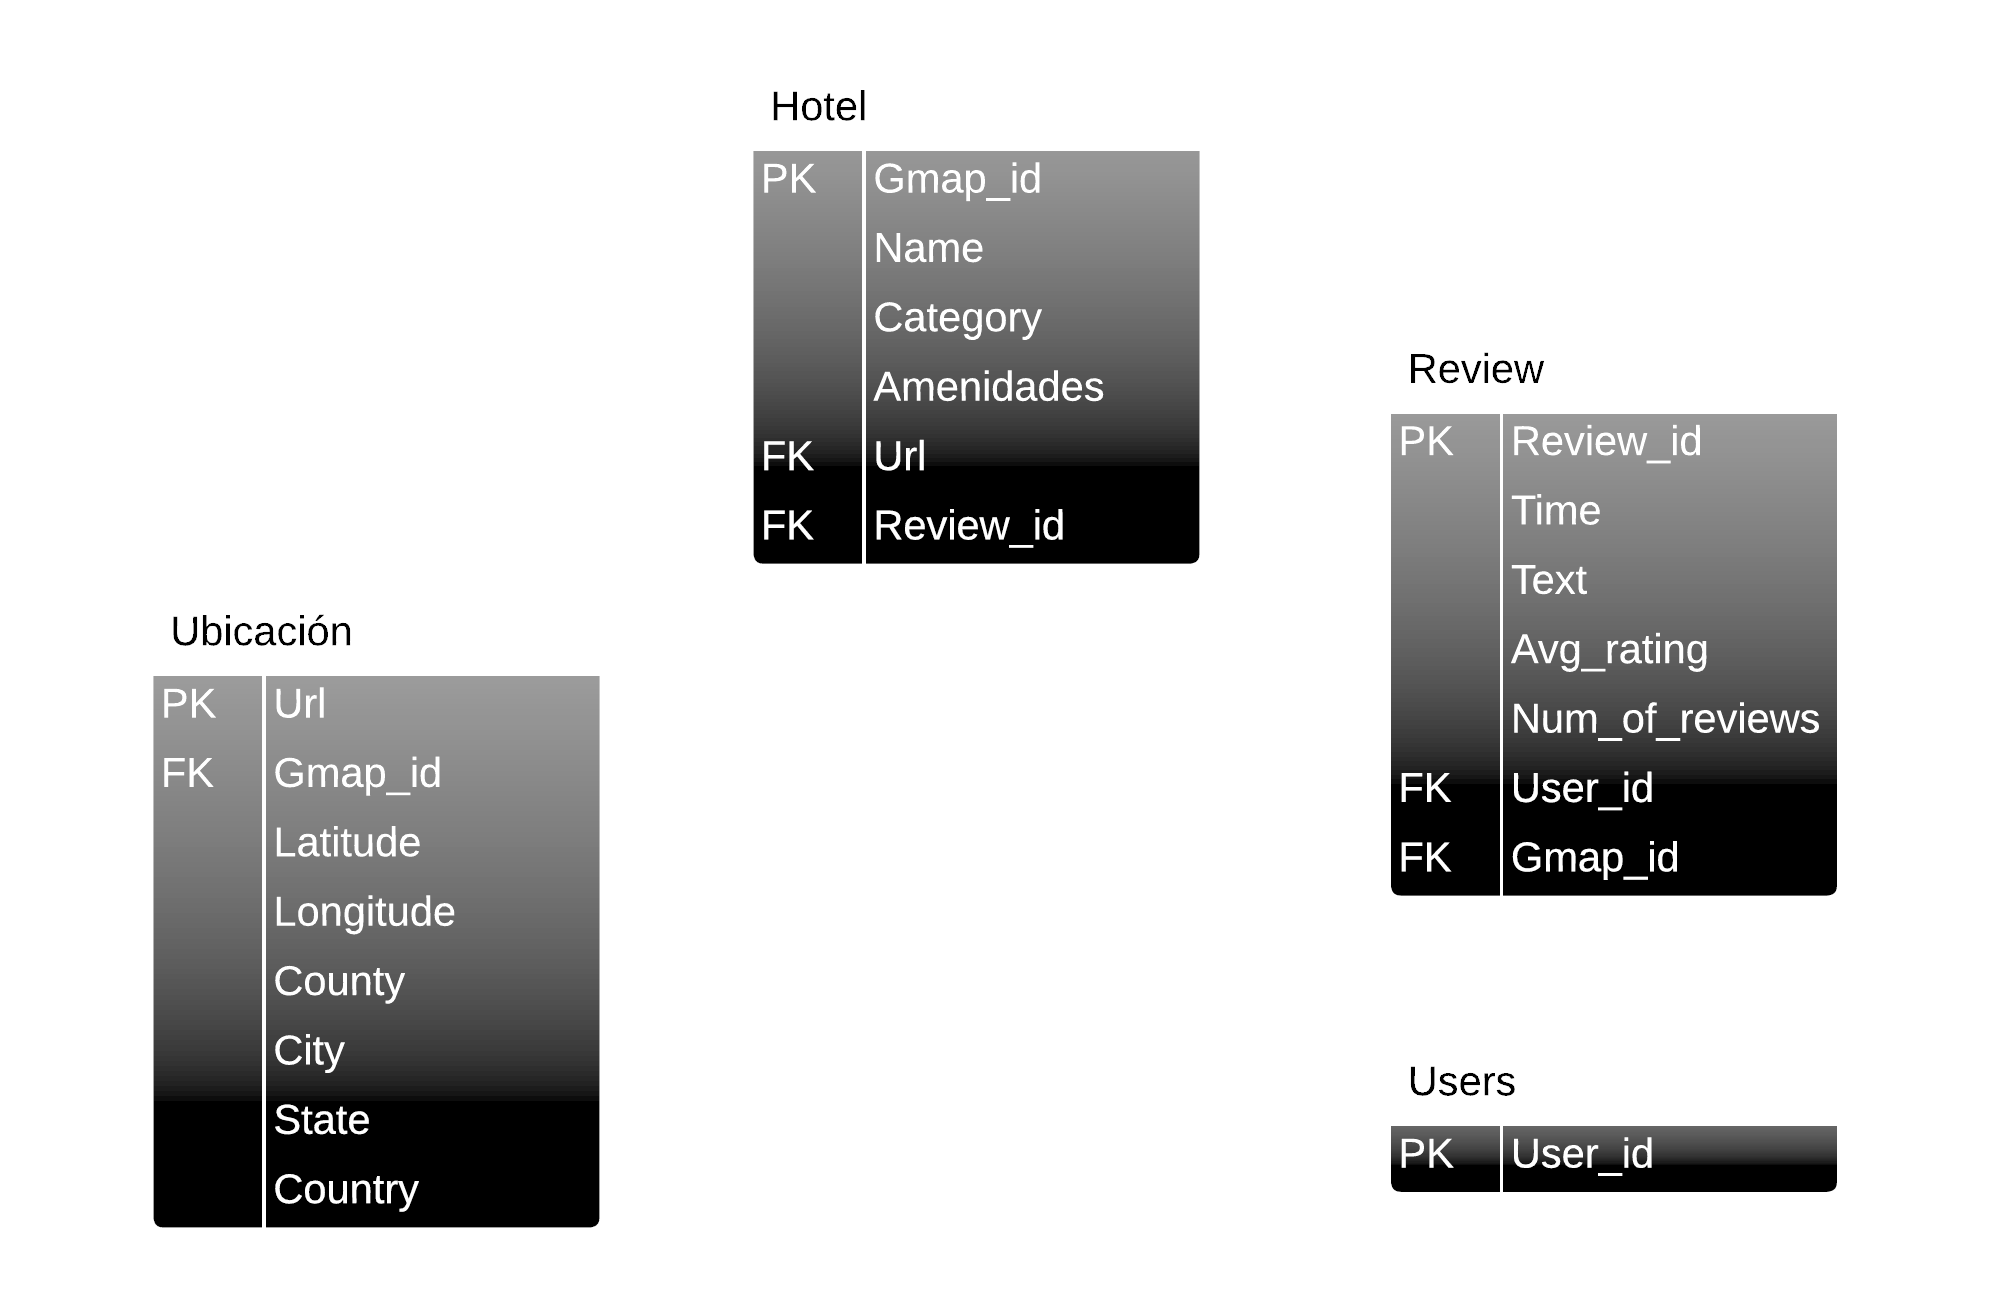 Hotel
PK Gmap_id
Name
Category
Amenidades
FK Url
FK Review_id
Review
PK Review_id
Time
Text
Avg_rating
Num_of_reviews
FK User_id
FK Gmap_id
Ubicación
PK Url
FK Gmap_id
Latitude
Longitude
County
City
State
Country
Users
PK User_id